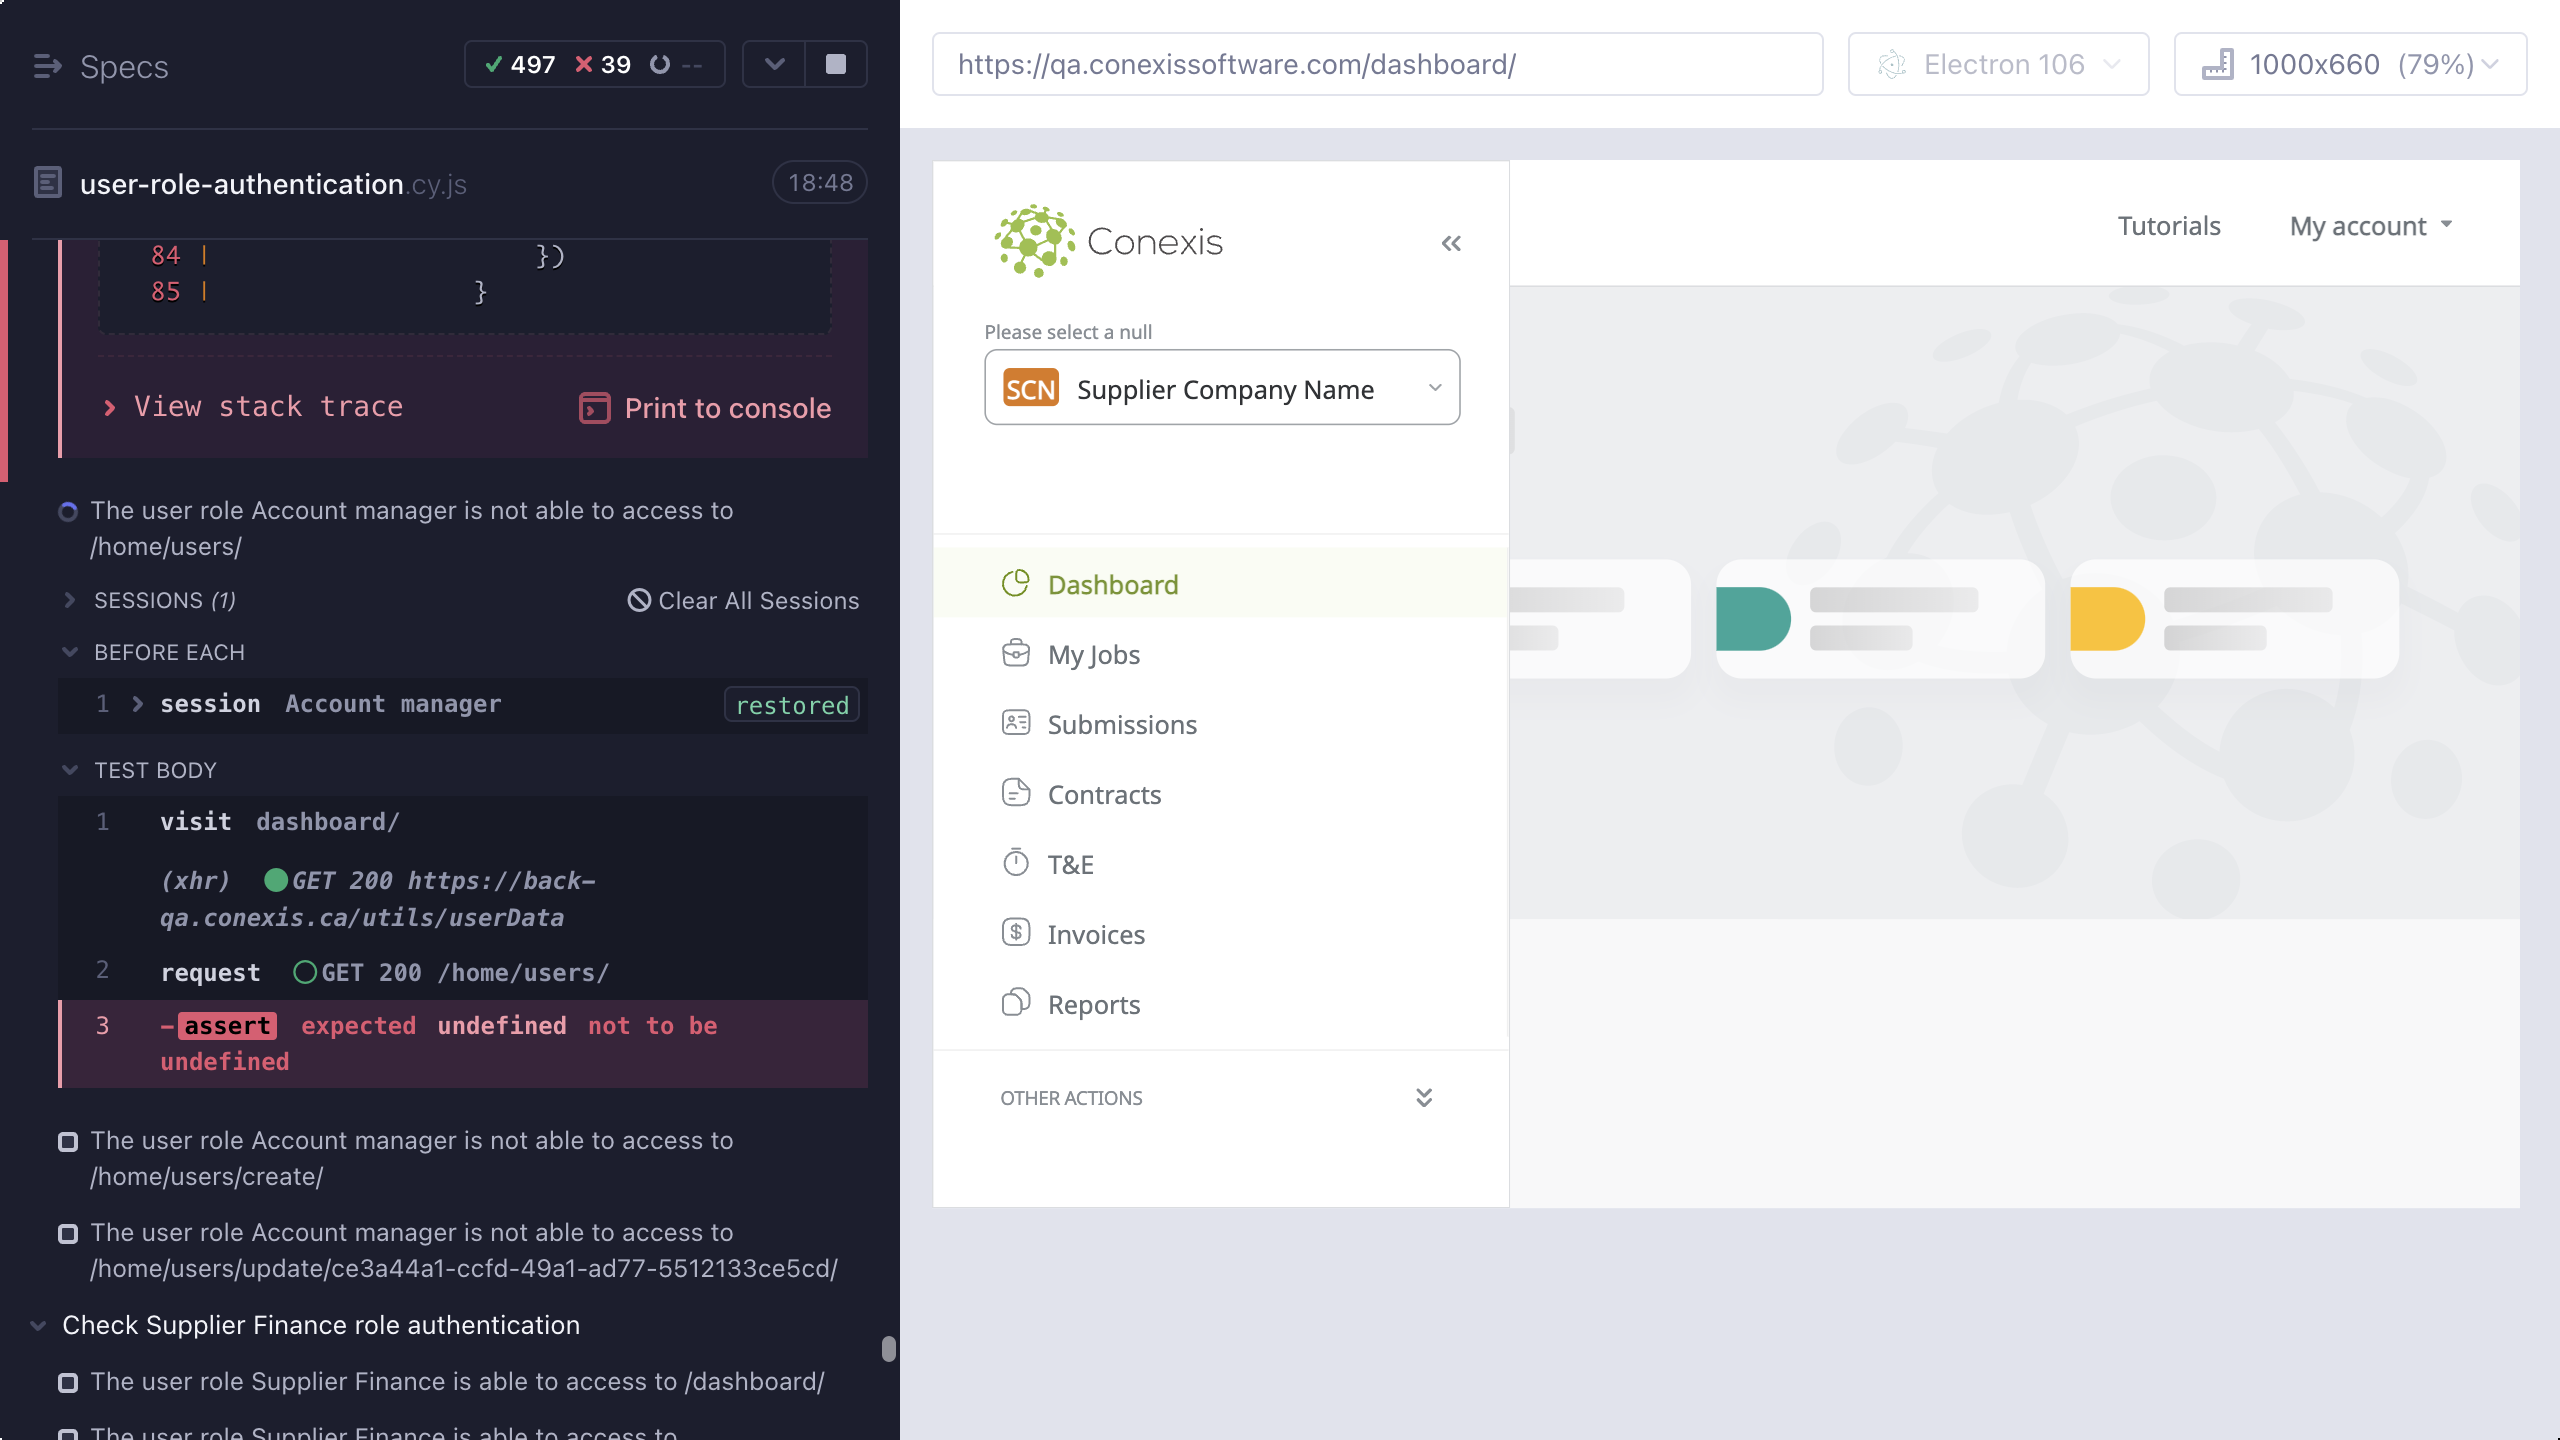 Specs
497 39 --
user-role-authentication.cy.js 18:48
84 | })
85 | }
View stack trace
Print to console
The user role Account manager is not able to access to
/home/users/
SESSIONS (1)
Clear All Sessions
BEFORE EACH
1 session Account manager restored
TEST BODY
1 visit dashboard/
(xhr) GET 200 https://back-
qa.conexis.ca/utils/userData
2 request GET 200 /home/users/
3 -assert expected undefined not to be
undefined
The user role Account manager is not able to access to
/home/users/create/
The user role Account manager is not able to access to
/home/users/update/ce3a44a1-ccfd-49a1-ad77-5512133ce5cd/
Check Supplier Finance role authentication
The user role Supplier Finance is able to access to /dashboard/
The user role Supplier Finance is able to access to
https://qa.conexissoftware.com/dashboard/
Electron 106
1000x660 (79%)
Conexis
Tutorials
My account
Please select a null
SCN Supplier Company Name
Dashboard
My Jobs
Submissions
Contracts
T&E
Invoices
Reports
OTHER ACTIONS